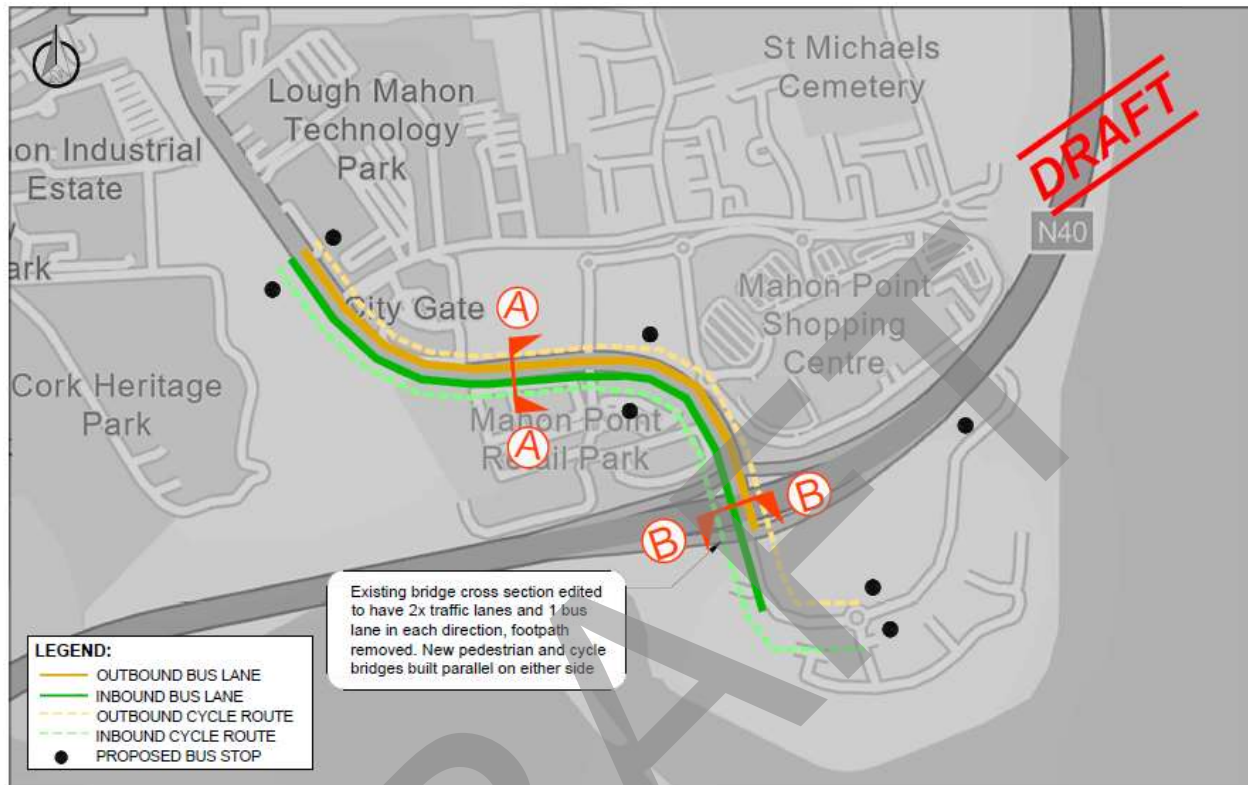 St Michaels
Cemetery
DRAFT
Lough Mahon
Technology
Park
on Industrial
Estate
N40
ark
City Gate
A
Mahon Point
Shopping
Centre
Cork Heritage
Park
Mahon Point
Retail Park
A
B
B
Existing bridge cross section edited
to have 2x traffic lanes and 1 bus
lane in each direction, footpath
removed. New pedestrian and cycle
bridges built parallel on either side
LEGEND:
OUTBOUND BUS LANE
INBOUND BUS LANE
OUTBOUND CYCLE ROUTE
INBOUND CYCLE ROUTE
PROPOSED BUS STOP
DRAFT